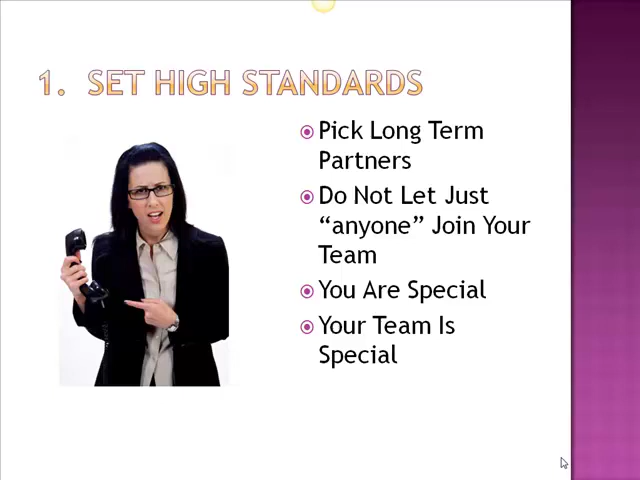 1. SET HIGH STANDARDS
Pick Long Term
Partners
Do Not Let Just
“anyone” Join Your
Team
You Are Special
Your Team Is
Special